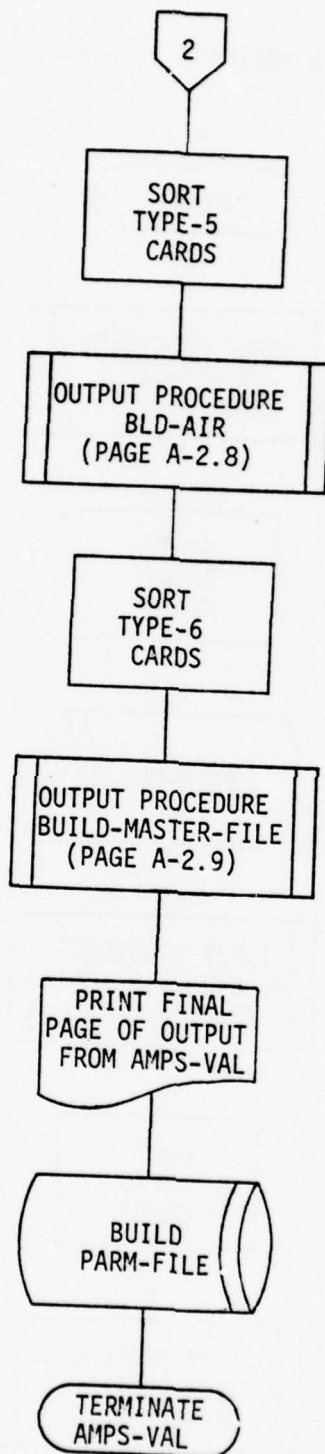 2
SORT
TYPE-5
CARDS
OUTPUT PROCEDURE
BLD-AIR
(PAGE A-2.8)
SORT
TYPE-6
CARDS
OUTPUT PROCEDURE
BUILD-MASTER-FILE
(PAGE A-2.9)
PRINT FINAL
PAGE OF OUTPUT
FROM AMPS-VAL
BUILD
PARM-FILE
TERMINATE
AMPS-VAL